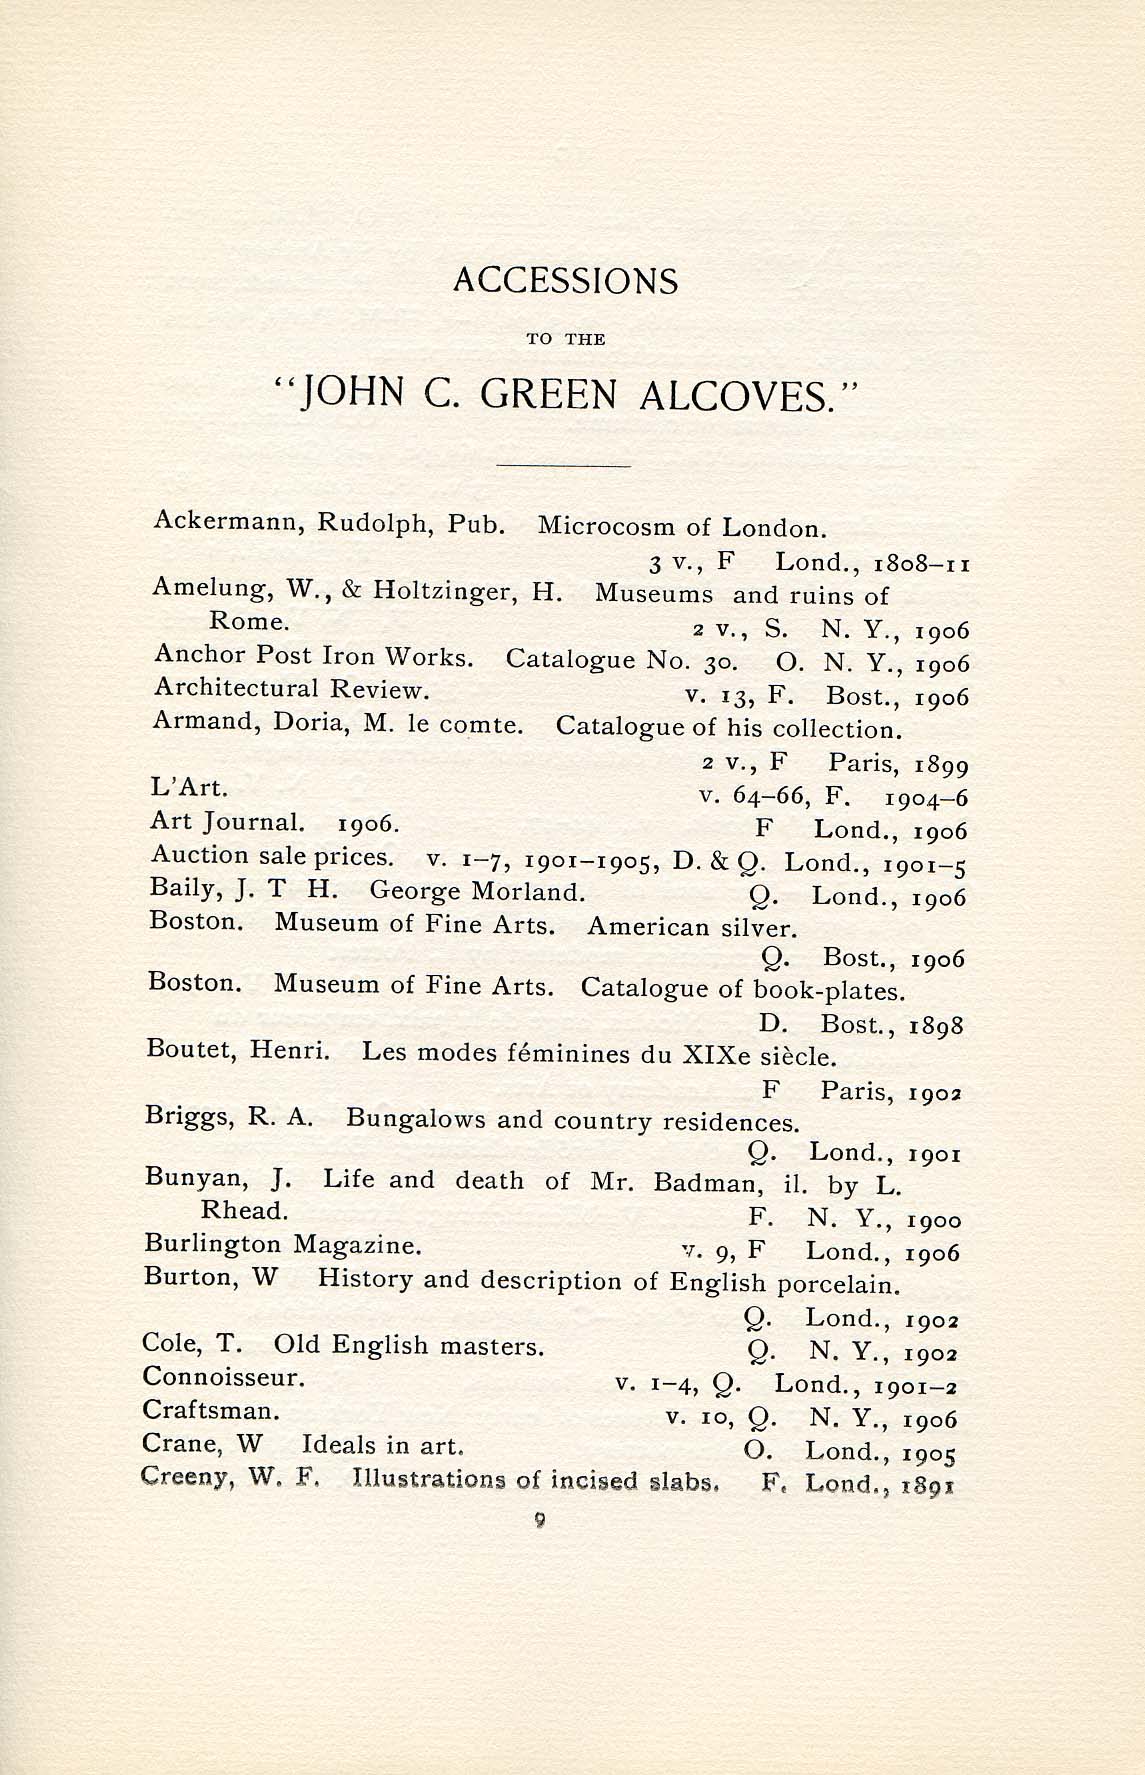 ACCESSIONS
TO THE
“JOHN C. GREEN ALCOVES.”
Ackermann, Rudolph, Pub. Microcosm of London.
3 v., F Lond., 1808–11
Amelung, W., & Holtzinger, H. Museums and ruins of
Rome. 2 v., S. N. Y., 1906
Anchor Post Iron Works. Catalogue No. 30. O. N. Y., 1906
Architectural Review. v. 13, F. Bost., 1906
Armand, Doria, M. le comte. Catalogue of his collection.
2 v., F Paris, 1899
L’Art. v. 64–66, F. 1904–6
Art Journal. 1906. F Lond., 1906
Auction sale prices. v. 1–7, 1901–1905, D. & Q. Lond., 1901–5
Baily, J. T H. George Morland. Q. Lond., 1906
Boston. Museum of Fine Arts. American silver.
Q. Bost., 1906
Boston. Museum of Fine Arts. Catalogue of book-plates.
D. Bost., 1898
Boutet, Henri. Les modes féminines du XIXe siècle.
F Paris, 1902
Briggs, R. A. Bungalows and country residences.
Q. Lond., 1901
Bunyan, J. Life and death of Mr. Badman, il. by L.
Rhead. F. N. Y., 1900
Burlington Magazine. v. 9, F Lond., 1906
Burton, W History and description of English porcelain.
Q. Lond., 1902
Cole, T. Old English masters. Q. N. Y., 1902
Connoisseur. v. 1–4, Q. Lond., 1901–2
Craftsman. v. 10, Q. N. Y., 1906
Crane, W Ideals in art. O. Lond., 1905
Creeny, W. F. Illustrations of incised slabs. F. Lond., 1891
9